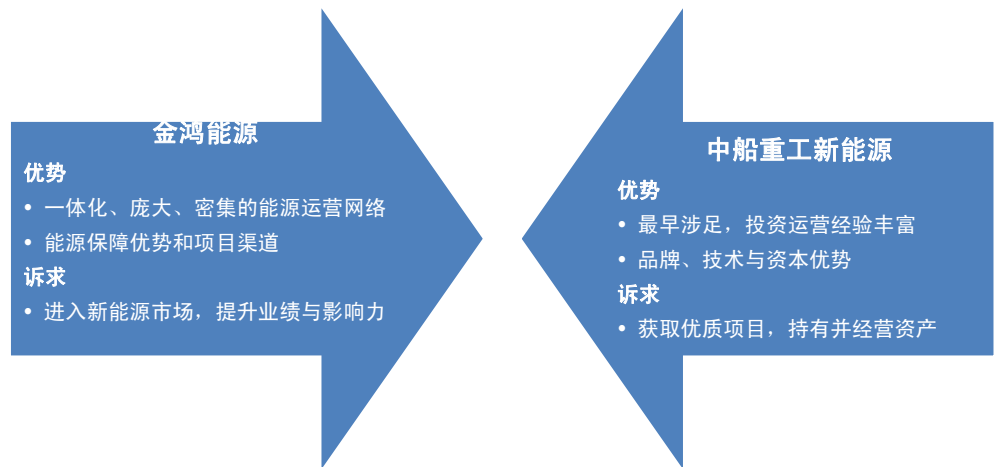 金鸿能源
优势
• 一体化、庞大、密集的能源运营网络
• 能源保障优势和项目渠道
诉求
• 进入新能源市场，提升业绩与影响力
中船重工新能源
优势
• 最早涉足，投资运营经验丰富
• 品牌、技术与资本优势
诉求
• 获取优质项目，持有并经营资产